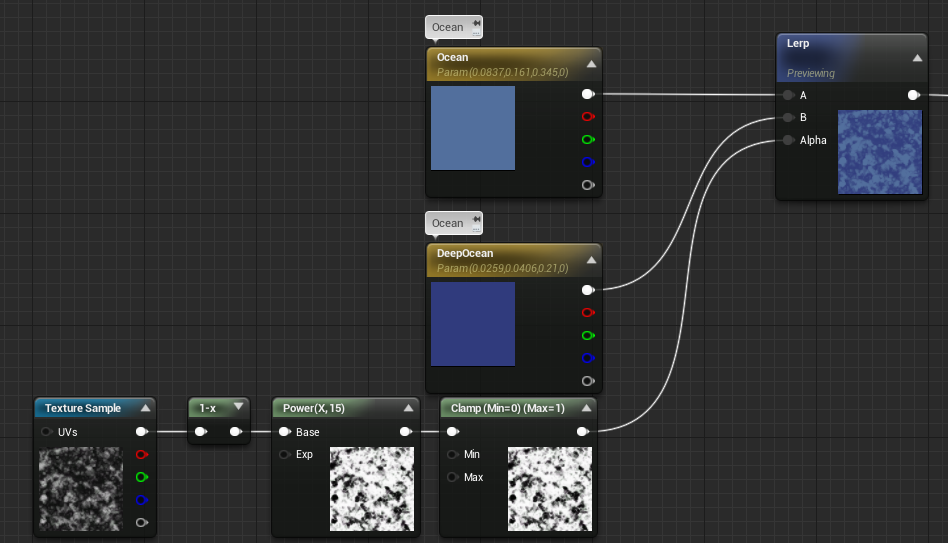 Ocean
Ocean
Param(0.0837,0.161,0.345,0)
Lerp
Previewing
A
B
Alpha
Ocean
DeepOcean
Param(0.0259,0.0406,0.21,0)
Texture Sample
UVs
1-x
Power(X, 15)
Base
Exp
Clamp (Min=0) (Max=1)
Min
Max